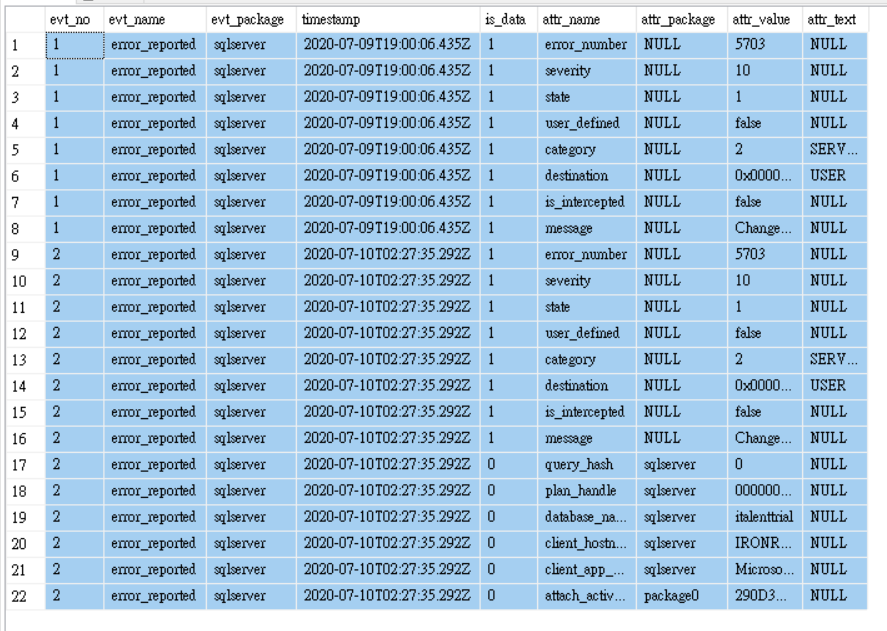 evt_no evt_name evt_package timestamp is_data attr_name attr_package attr_value attr_text
1 1 error_reported sqlserver 2020-07-09T19:00:06.435Z 1 error_number NULL 5703 NULL
2 1 error_reported sqlserver 2020-07-09T19:00:06.435Z 1 severity NULL 10 NULL
3 1 error_reported sqlserver 2020-07-09T19:00:06.435Z 1 state NULL 1 NULL
4 1 error_reported sqlserver 2020-07-09T19:00:06.435Z 1 user_defined NULL false NULL
5 1 error_reported sqlserver 2020-07-09T19:00:06.435Z 1 category NULL 2 SERV...
6 1 error_reported sqlserver 2020-07-09T19:00:06.435Z 1 destination NULL 0x0000... USER
7 1 error_reported sqlserver 2020-07-09T19:00:06.435Z 1 is_intercepted NULL false NULL
8 1 error_reported sqlserver 2020-07-09T19:00:06.435Z 1 message NULL Change... NULL
9 2 error_reported sqlserver 2020-07-10T02:27:35.292Z 1 error_number NULL 5703 NULL
10 2 error_reported sqlserver 2020-07-10T02:27:35.292Z 1 severity NULL 10 NULL
11 2 error_reported sqlserver 2020-07-10T02:27:35.292Z 1 state NULL 1 NULL
12 2 error_reported sqlserver 2020-07-10T02:27:35.292Z 1 user_defined NULL false NULL
13 2 error_reported sqlserver 2020-07-10T02:27:35.292Z 1 category NULL 2 SERV...
14 2 error_reported sqlserver 2020-07-10T02:27:35.292Z 1 destination NULL 0x0000... USER
15 2 error_reported sqlserver 2020-07-10T02:27:35.292Z 1 is_intercepted NULL false NULL
16 2 error_reported sqlserver 2020-07-10T02:27:35.292Z 1 message NULL Change... NULL
17 2 error_reported sqlserver 2020-07-10T02:27:35.292Z 0 query_hash sqlserver 0 NULL
18 2 error_reported sqlserver 2020-07-10T02:27:35.292Z 0 plan_handle sqlserver 000000... NULL
19 2 error_reported sqlserver 2020-07-10T02:27:35.292Z 0 database_na... sqlserver italenttrial NULL
20 2 error_reported sqlserver 2020-07-10T02:27:35.292Z 0 client_hostn... sqlserver IRONR... NULL
21 2 error_reported sqlserver 2020-07-10T02:27:35.292Z 0 client_app_... sqlserver Microso... NULL
22 2 error_reported sqlserver 2020-07-10T02:27:35.292Z 0 attach_activ... package0 290D3... NULL